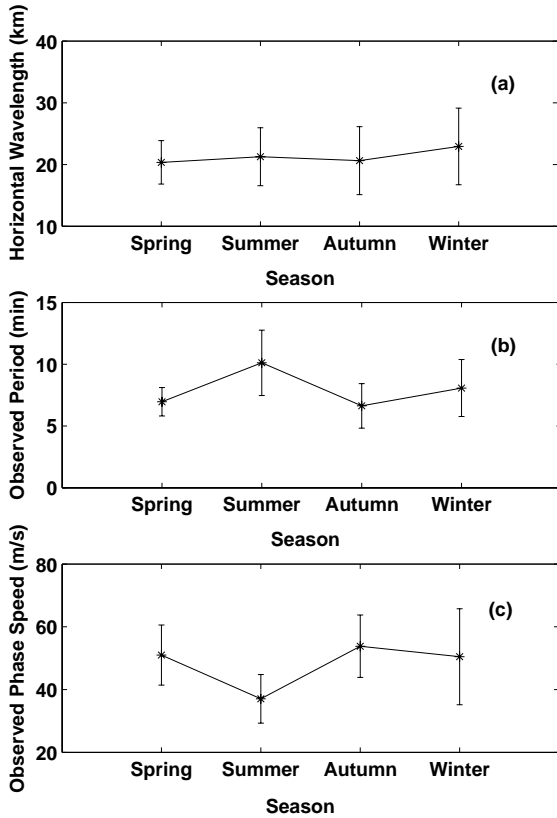 Horizontal Wavelength (km)
40
30
20
10
(a)
Spring Summer Autumn Winter
Season
Observed Period (min)
15
10
5
0
(b)
Spring Summer Autumn Winter
Season
Observed Phase Speed (m/s)
80
60
40
20
(c)
Spring Summer Autumn Winter
Season